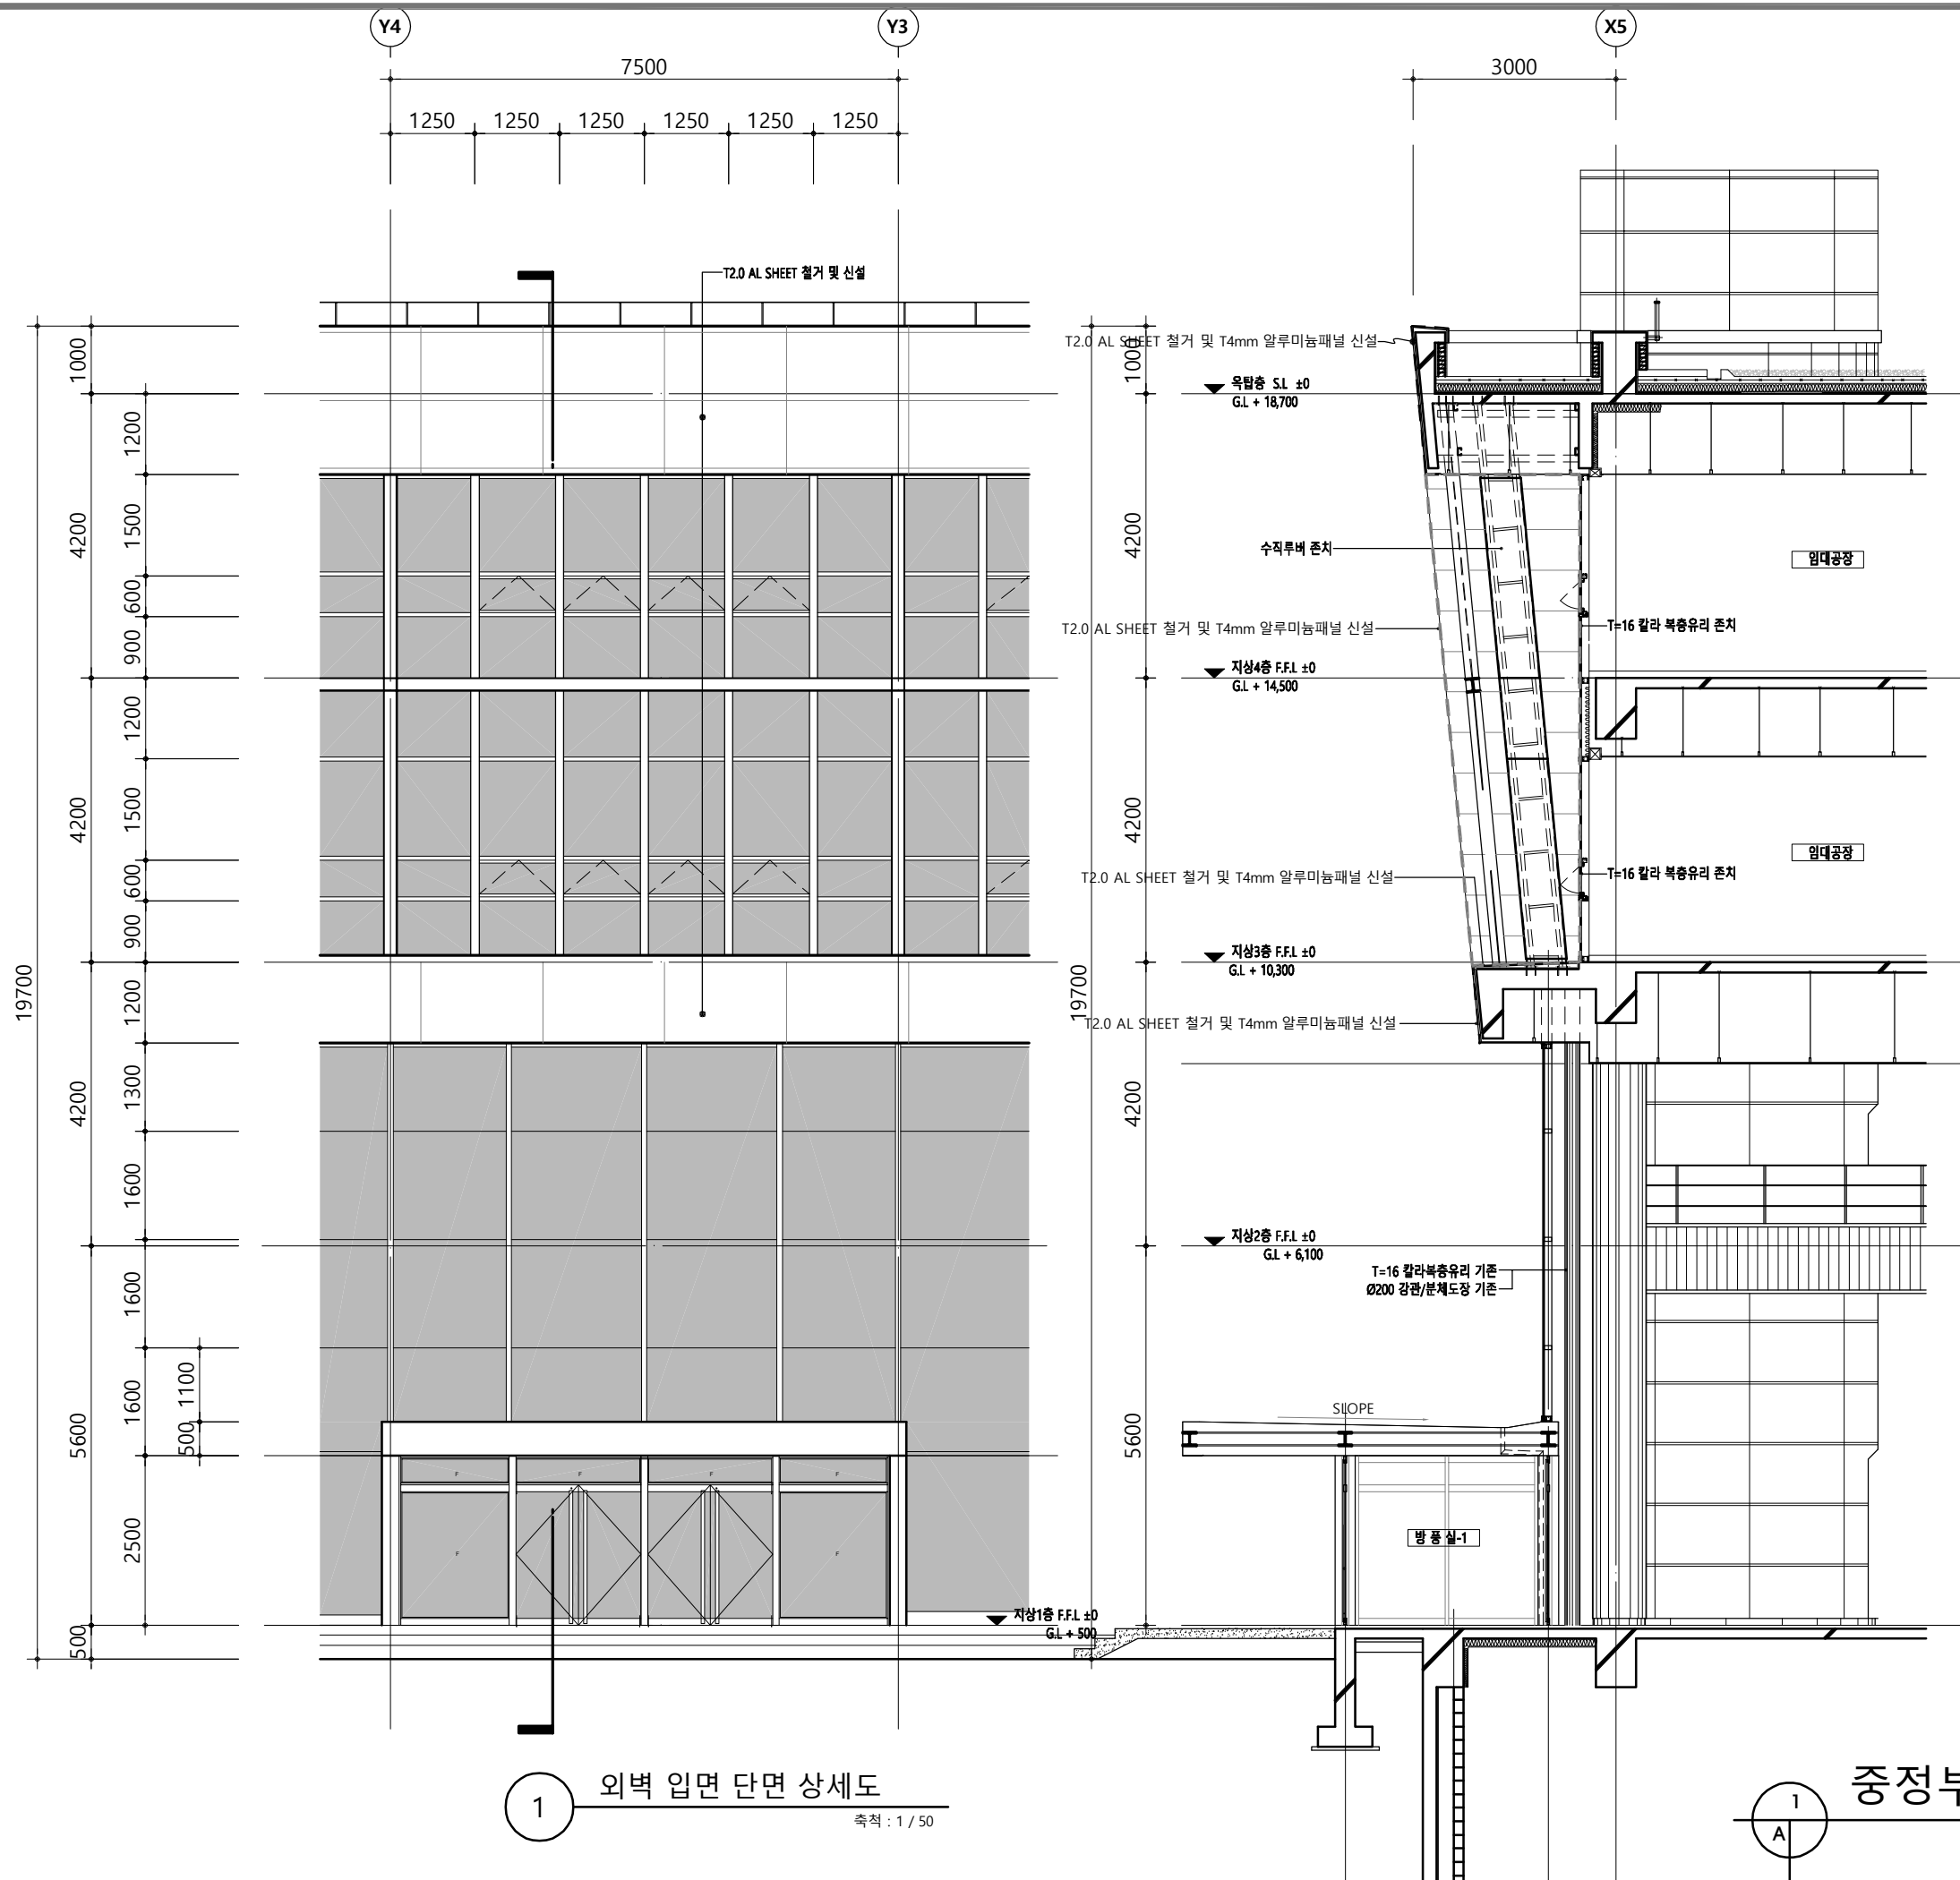 Y4
Y3
X5
7500
3000
1250
1250
1250
1250
1250
1250
T2.0 AL SHEET 철거 및 신설
T2.0 AL SHEET 철거 및 T4mm 알루미늄패널 신설
1000
1000
옥탑층 S.L ±0
G.L + 18,700
1200
4200
1500
600
900
4200
수직루버 존치
임대공장
T2.0 AL SHEET 철거 및 T4mm 알루미늄패널 신설
T=16 칼라 복층유리 존치
지상4층 F.F.L ±0
G.L + 14,500
1200
4200
1500
600
900
4200
임대공장
T2.0 AL SHEET 철거 및 T4mm 알루미늄패널 신설
T=16 칼라 복층유리 존치
지상3층 F.F.L ±0
G.L + 10,300
19700
19700
1200
T2.0 AL SHEET 철거 및 T4mm 알루미늄패널 신설
4200
1300
1600
4200
지상2층 F.F.L ±0
G.L + 6,100
T=16 칼라복층유리 기존
Ø200 강관/분체도장 기존
1600
1100
1600
500
5600
5600
SLOPE
F
F
F
F
F
F
2500
방 풍 실-1
지상1층 F.F.L ±0
G.L + 500
500
1
외벽 입면 단면 상세도
축척 : 1 / 50
1
A
중정부